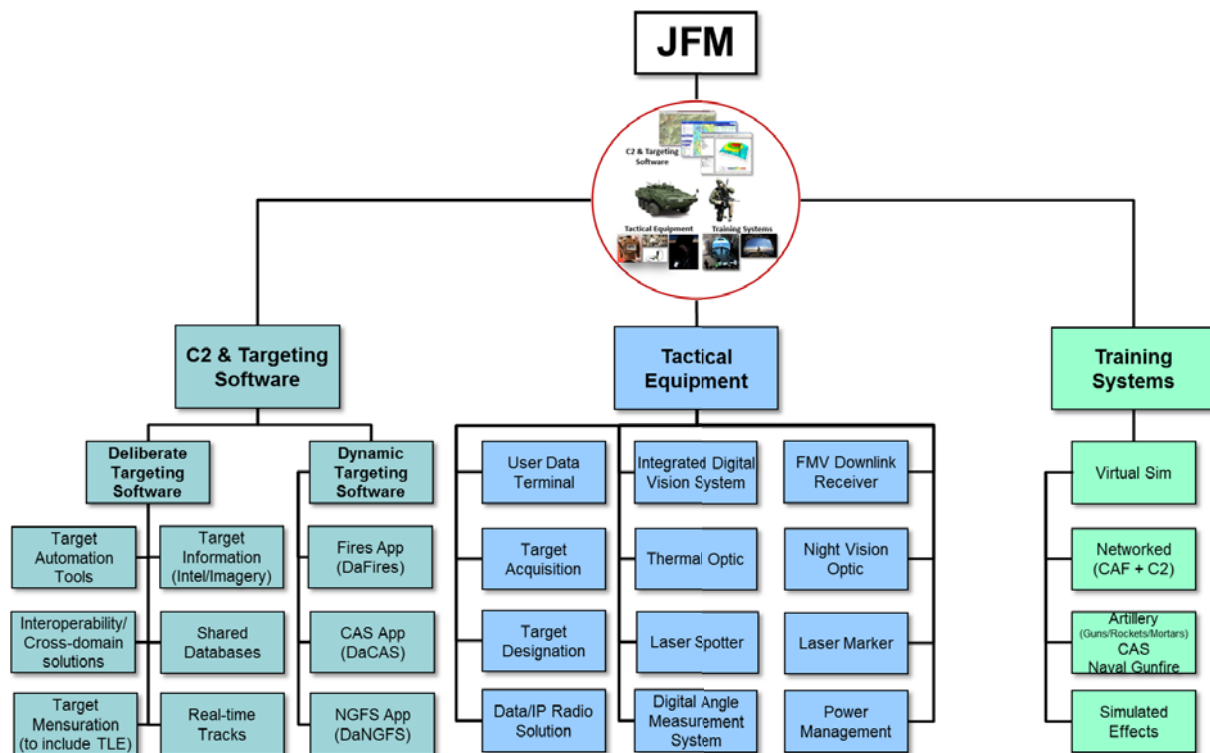 JFM
C2 & Targeting
Software
Tactical Equipment
Training Systems
C2 & Targeting
Software
Tactical
Equipment
Training
Systems
Deliberate
Targeting
Software
Dynamic
Targeting
Software
Target
Automation
Tools
Target
Information
(Intel/Imagery)
Interoperability/
Cross-domain
solutions
Shared
Databases
Target
Mensuration
(to include TLE)
Real-time
Tracks
Fires App
(DaFires)
CAS App
(DaCAS)
NGFS App
(DaNGFS)
User Data
Terminal
Integrated Digital
Vision System
FMV Downlink
Receiver
Target
Acquisition
Thermal Optic
Night Vision
Optic
Target
Designation
Laser Spotter
Laser Marker
Data/IP Radio
Solution
Digital Angle
Measurement
System
Power
Management
Virtual Sim
Networked
(CAF + C2)
Artillery
(Guns/Rockets/Mortars)
CAS
Naval Gunfire
Simulated
Effects